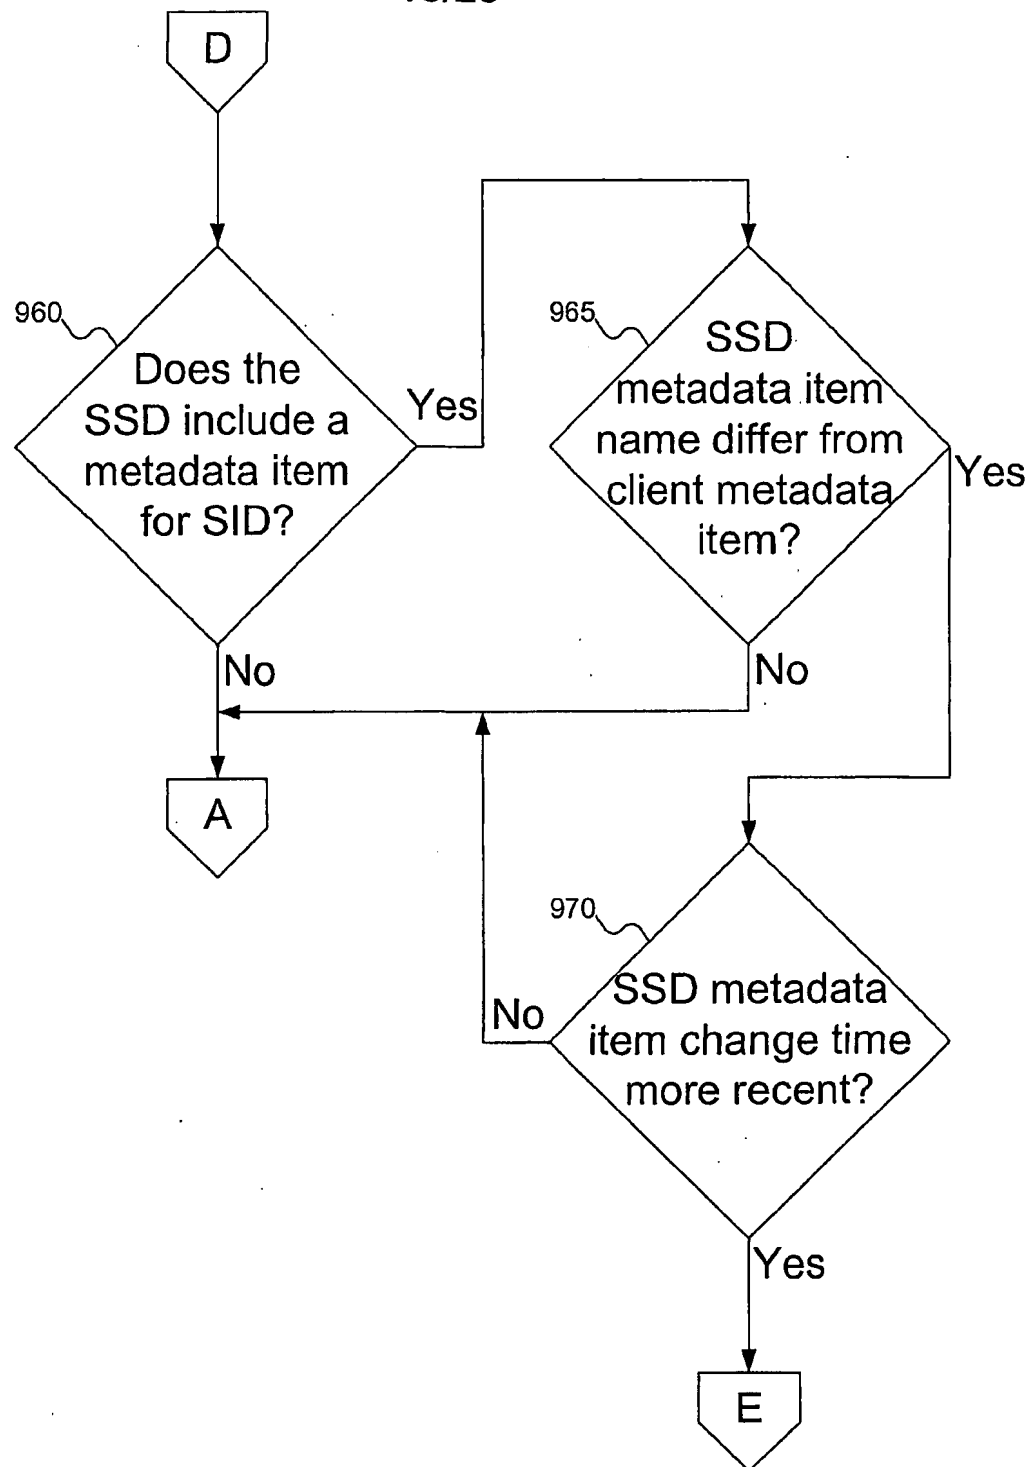 D
960
Does the
SSD include a
metadata item
for SID?
Yes
No
965
SSD
metadata item
name differ from
client metadata
item?
Yes
No
A
970
SSD metadata
item change time
more recent?
No
Yes
E